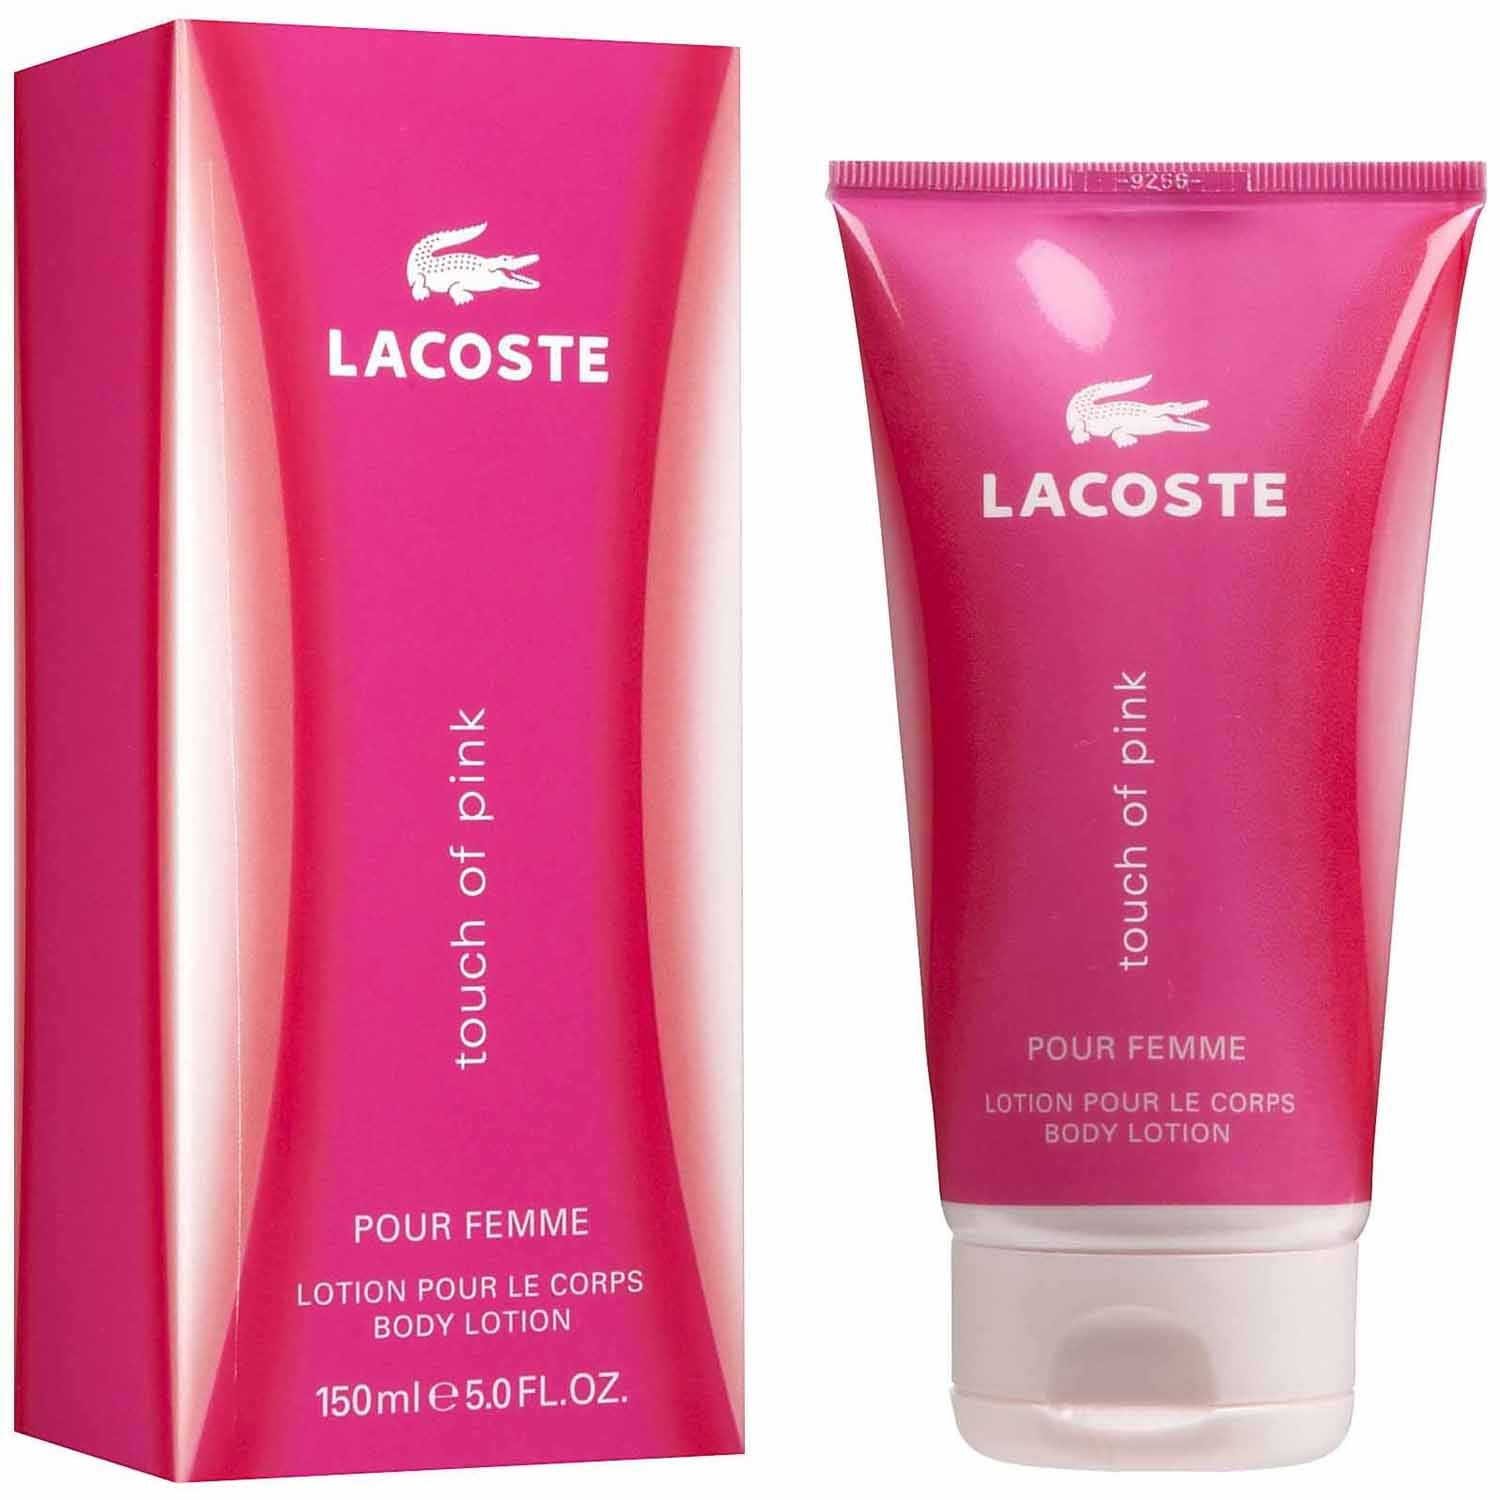 LACOSTE
touch of pink
POUR FEMME
LOTION POUR LE CORPS
BODY LOTION
150ml e 5.0 FL.OZ.
LACOSTE
touch of pink
POUR FEMME
LOTION POUR LE CORPS
BODY LOTION